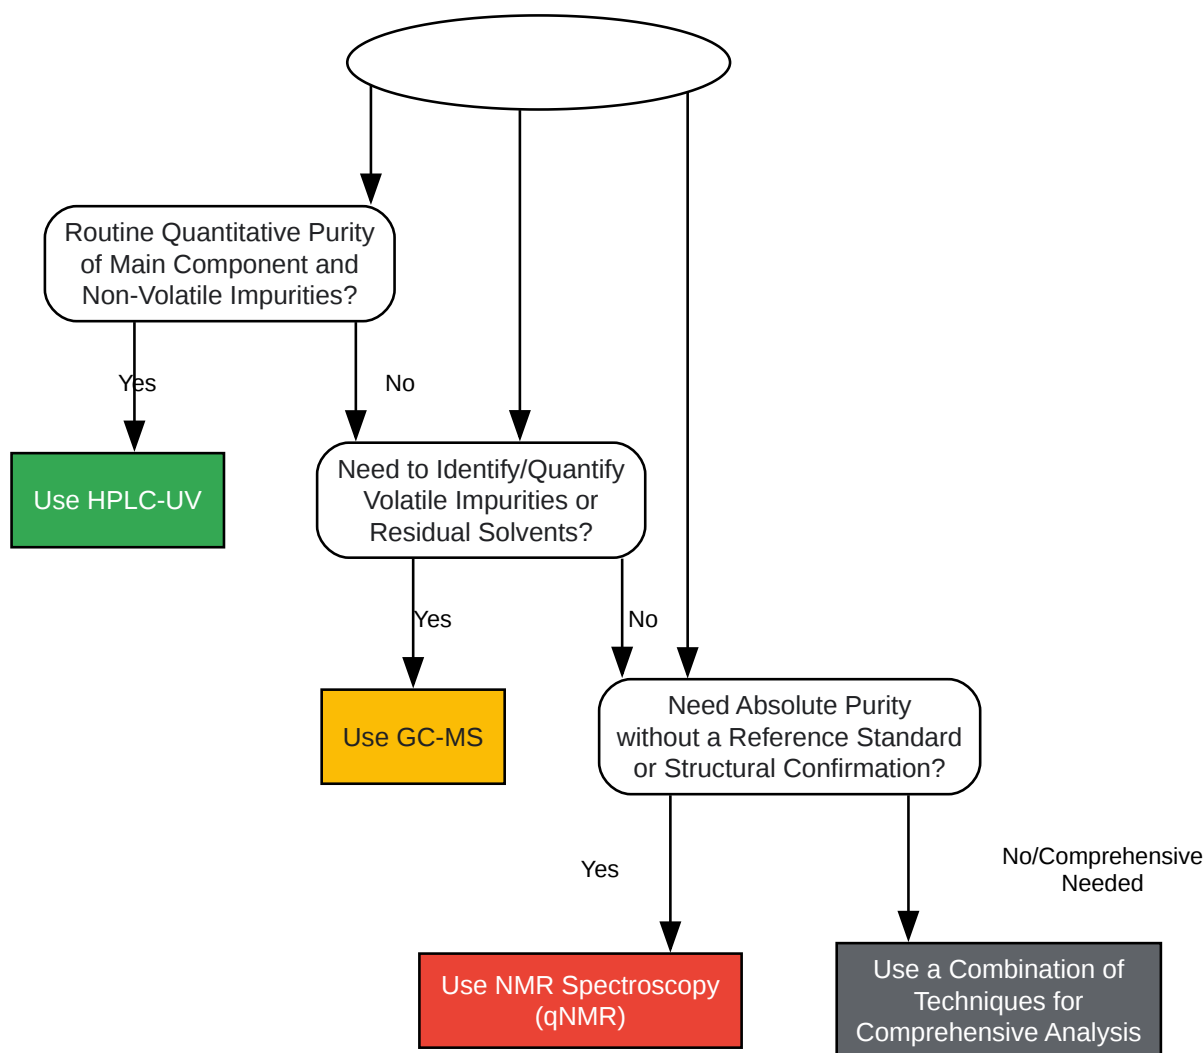 Routine Quantitative Purity
of Main Component and
Non-Volatile Impurities?
Yes
No
Use HPLC-UV
Need to Identify/Quantify
Volatile Impurities or
Residual Solvents?
Yes
No
Use GC-MS
Need Absolute Purity
without a Reference Standard
or Structural Confirmation?
Yes
No/Comprehensive
Needed
Use NMR Spectroscopy
(qNMR)
Use a Combination of
Techniques for
Comprehensive Analysis